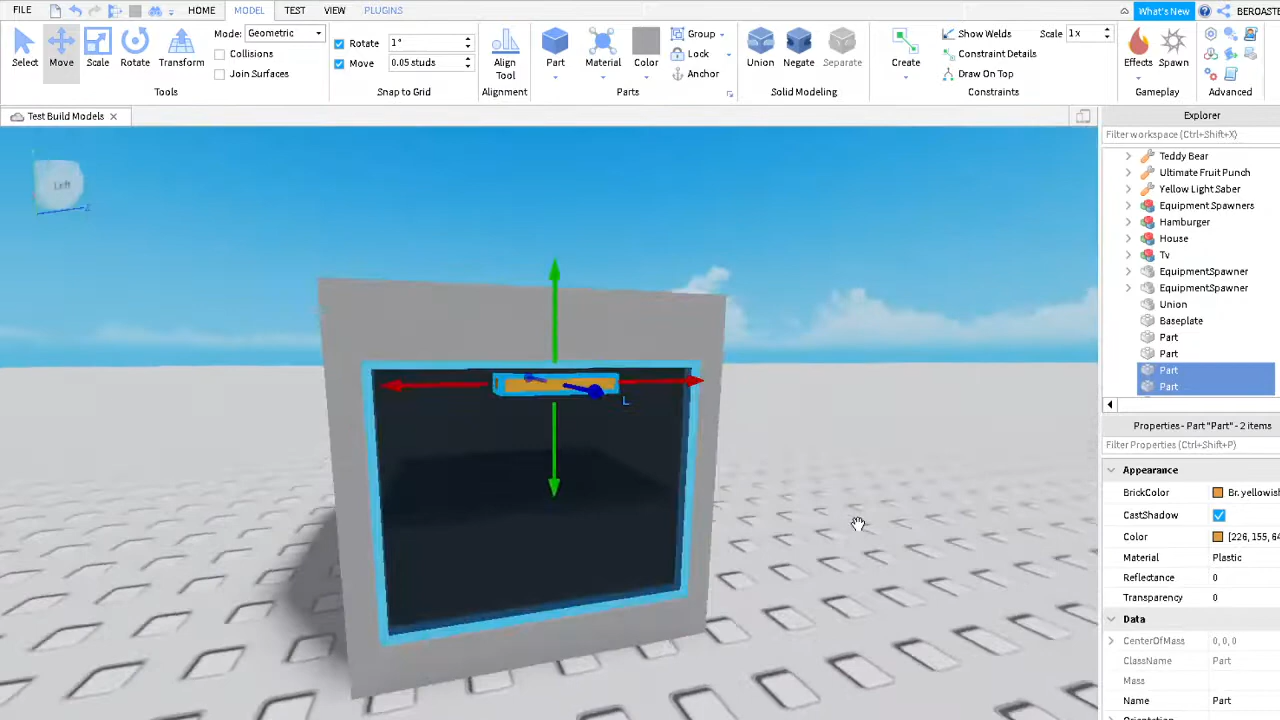 FILE HOME MODEL TEST VIEW PLUGINS What's New BEROASTE
Select Move Scale Rotate Transform
Mode: Geometric
Collisions
Join Surfaces
Tools
Rotate 1°
Move 0.05 studs
Snap to Grid
Align Tool
Alignment
Part Material Color
Group
Lock
Anchor
Parts
Union Negate Separate
Solid Modeling
Create
Show Welds Scale 1x
Constraint Details
Draw On Top
Constraints
Effects Spawn
Gameplay
Advanced
Test Build Models
Left
Z
L
Explorer
Filter workspace (Ctrl+Shift+X)
Teddy Bear
Ultimate Fruit Punch
Yellow Light Saber
Equipment Spawners
Hamburger
House
Tv
EquipmentSpawner
EquipmentSpawner
Union
Baseplate
Part
Part
Part
Part
Properties - Part "Part" - 2 items
Filter Properties (Ctrl+Shift+P)
Appearance
BrickColor Br. yellowish
CastShadow
Color [226, 155, 64
Material Plastic
Reflectance 0
Transparency 0
Data
CenterOfMass 0, 0, 0
ClassName Part
Mass
Name Part